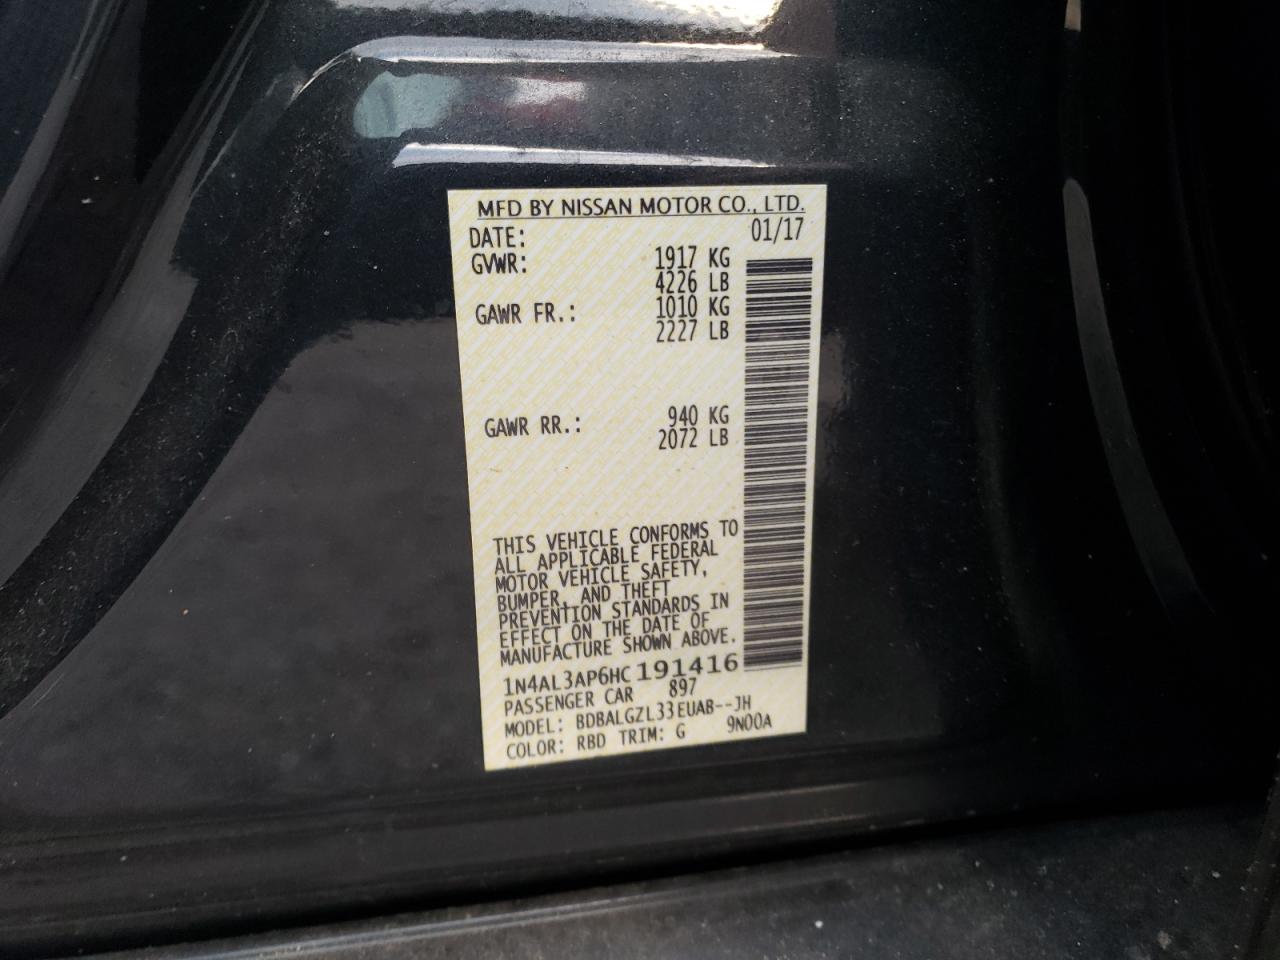 MFD BY NISSAN MOTOR CO., LTD.
DATE: 01/17
GVWR: 1917 KG
4226 LB
GAWR FR.: 1010 KG
2227 LB
GAWR RR.: 940 KG
2072 LB
THIS VEHICLE CONFORMS TO
ALL APPLICABLE FEDERAL
MOTOR VEHICLE SAFETY,
BUMPER, AND THEFT
PREVENTION STANDARDS IN
EFFECT ON THE DATE OF
MANUFACTURE SHOWN ABOVE.
1N4AL3AP6HC191416
PASSENGER CAR 897
MODEL: BDBALGZL33EUAB--JH
COLOR: RBD TRIM: G 9N00A